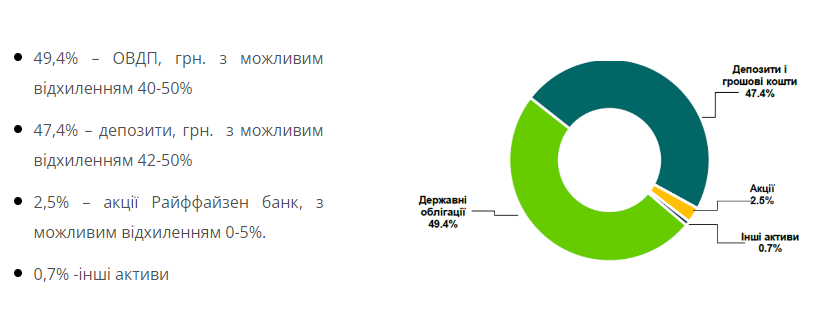 49,4% – ОВДП, грн. з можливим
відхиленням 40-50%
47,4% – депозити, грн. з можливим
відхиленням 42-50%
2,5% – акції Райффайзен банк, з
можливим відхиленням 0-5%.
0,7% -інші активи
Депозити і
грошові кошти
47.4%
Акції
2.5%
Інші активи
0.7%
Державні
облігації
49.4%